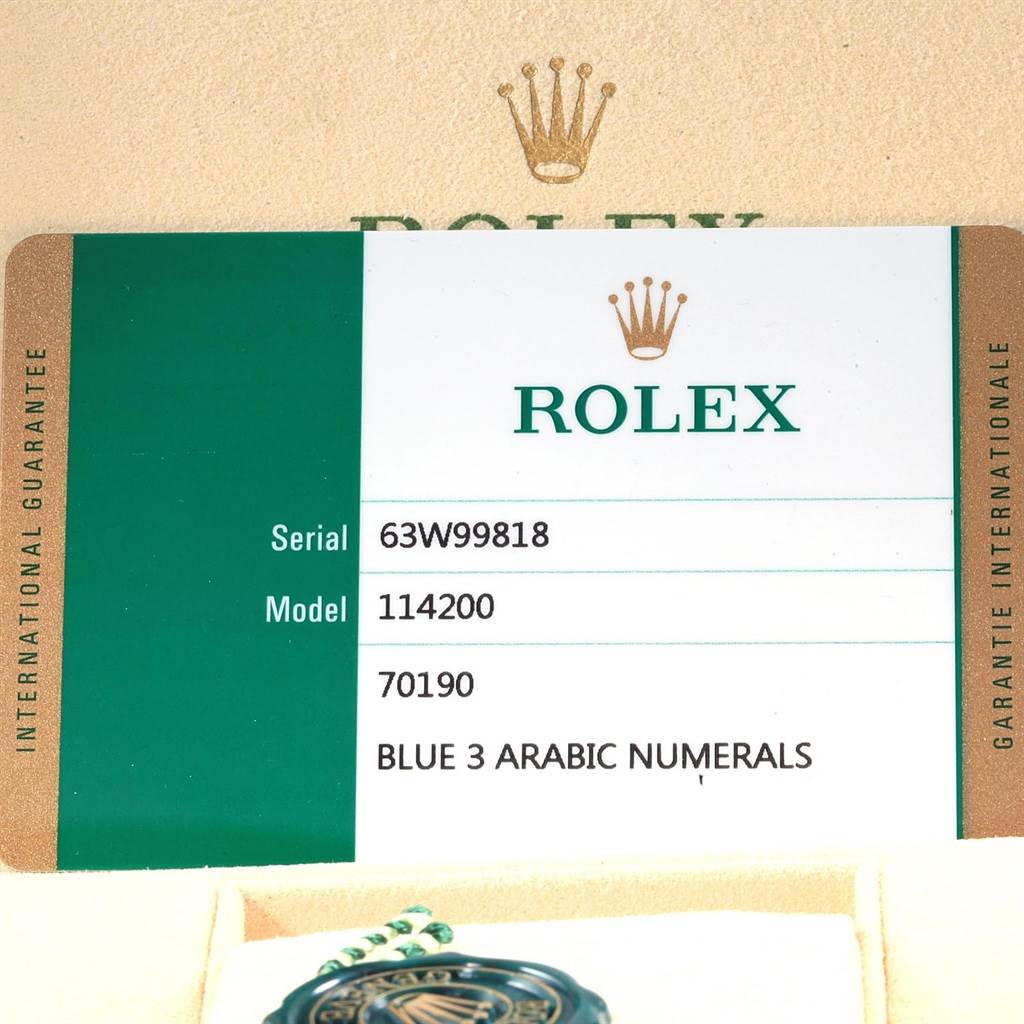 ROLEX
ROLEX
INTERNATIONAL GUARANTEE
Serial 63W99818
Model 114200
70190
BLUE 3 ARABIC NUMERALS
GARANTIE INTERNATIONALE